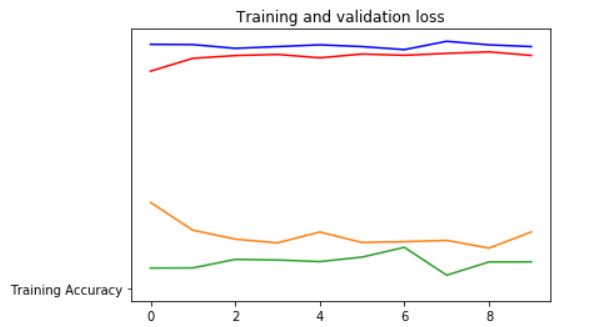 Training and validation loss
Training Accuracy
0 2 4 6 8